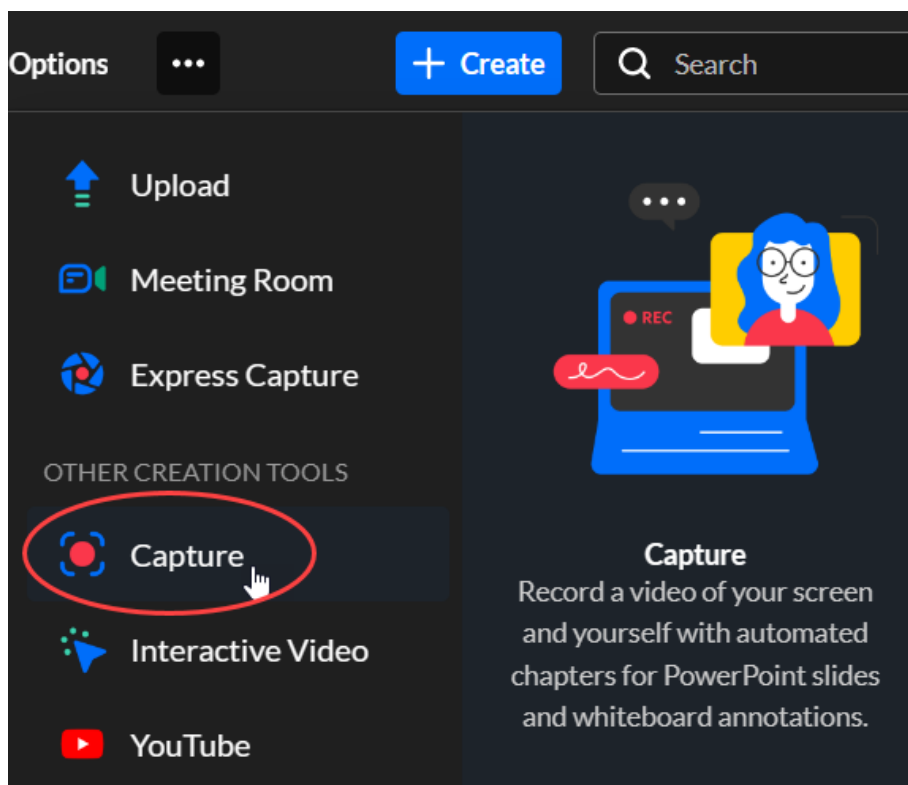 Options
Create
Search
Upload
Meeting Room
Express Capture
OTHER CREATION TOOLS
Capture
Interactive Video
YouTube
REC
Capture
Record a video of your screen
and yourself with automated
chapters for PowerPoint slides
and whiteboard annotations.